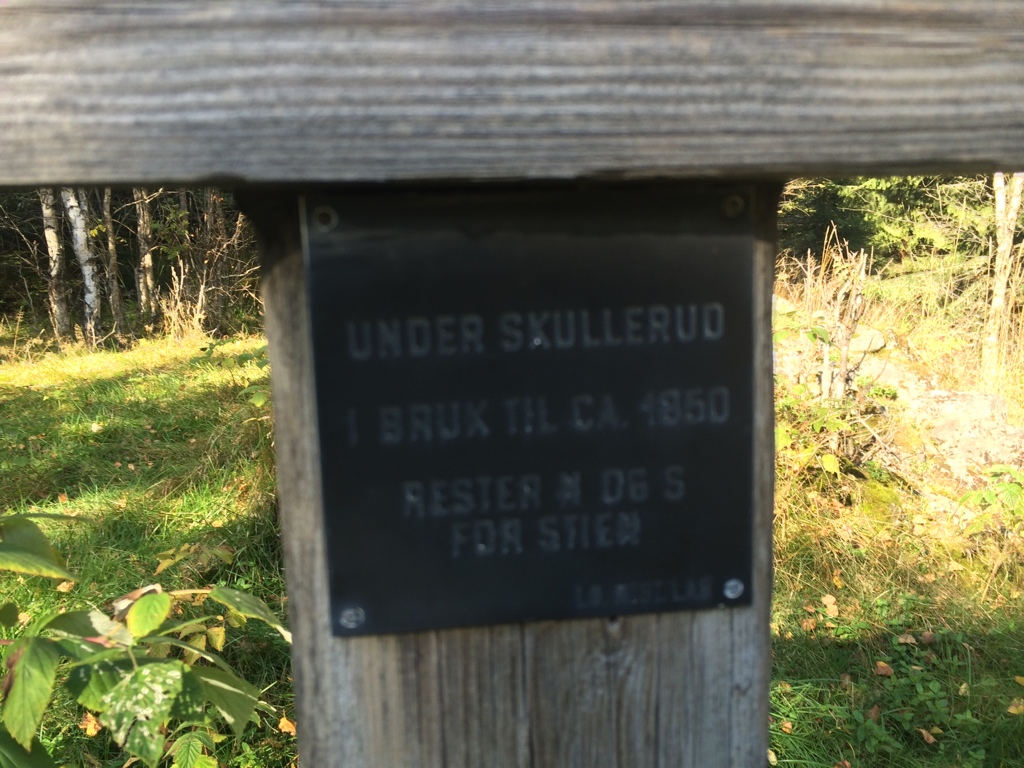 UNDER SKULLERUD
I BRUK TIL CA. 1850
RESTER N OG S
FOR STIEN